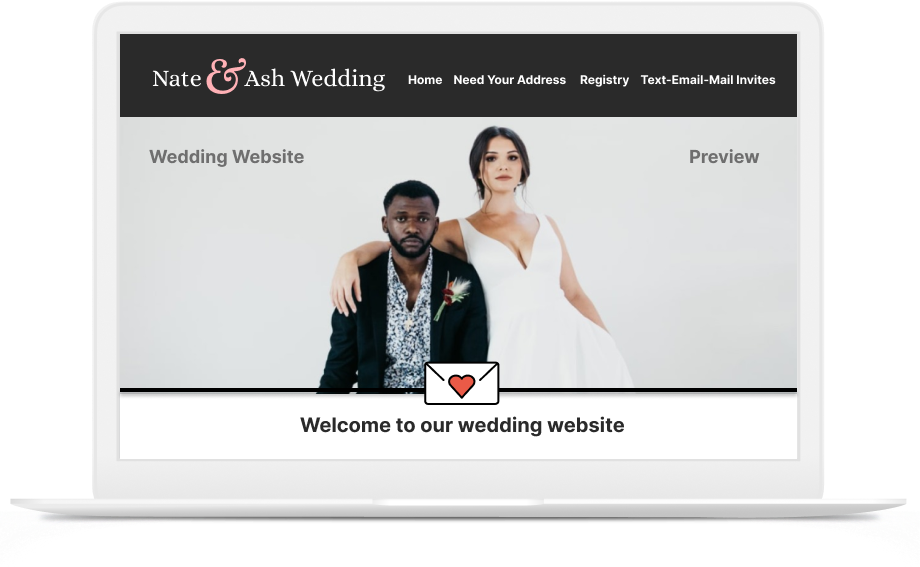 Nate & Ash Wedding
Home Need Your Address Registry Text-Email-Mail Invites
Wedding Website
Preview
Welcome to our wedding website